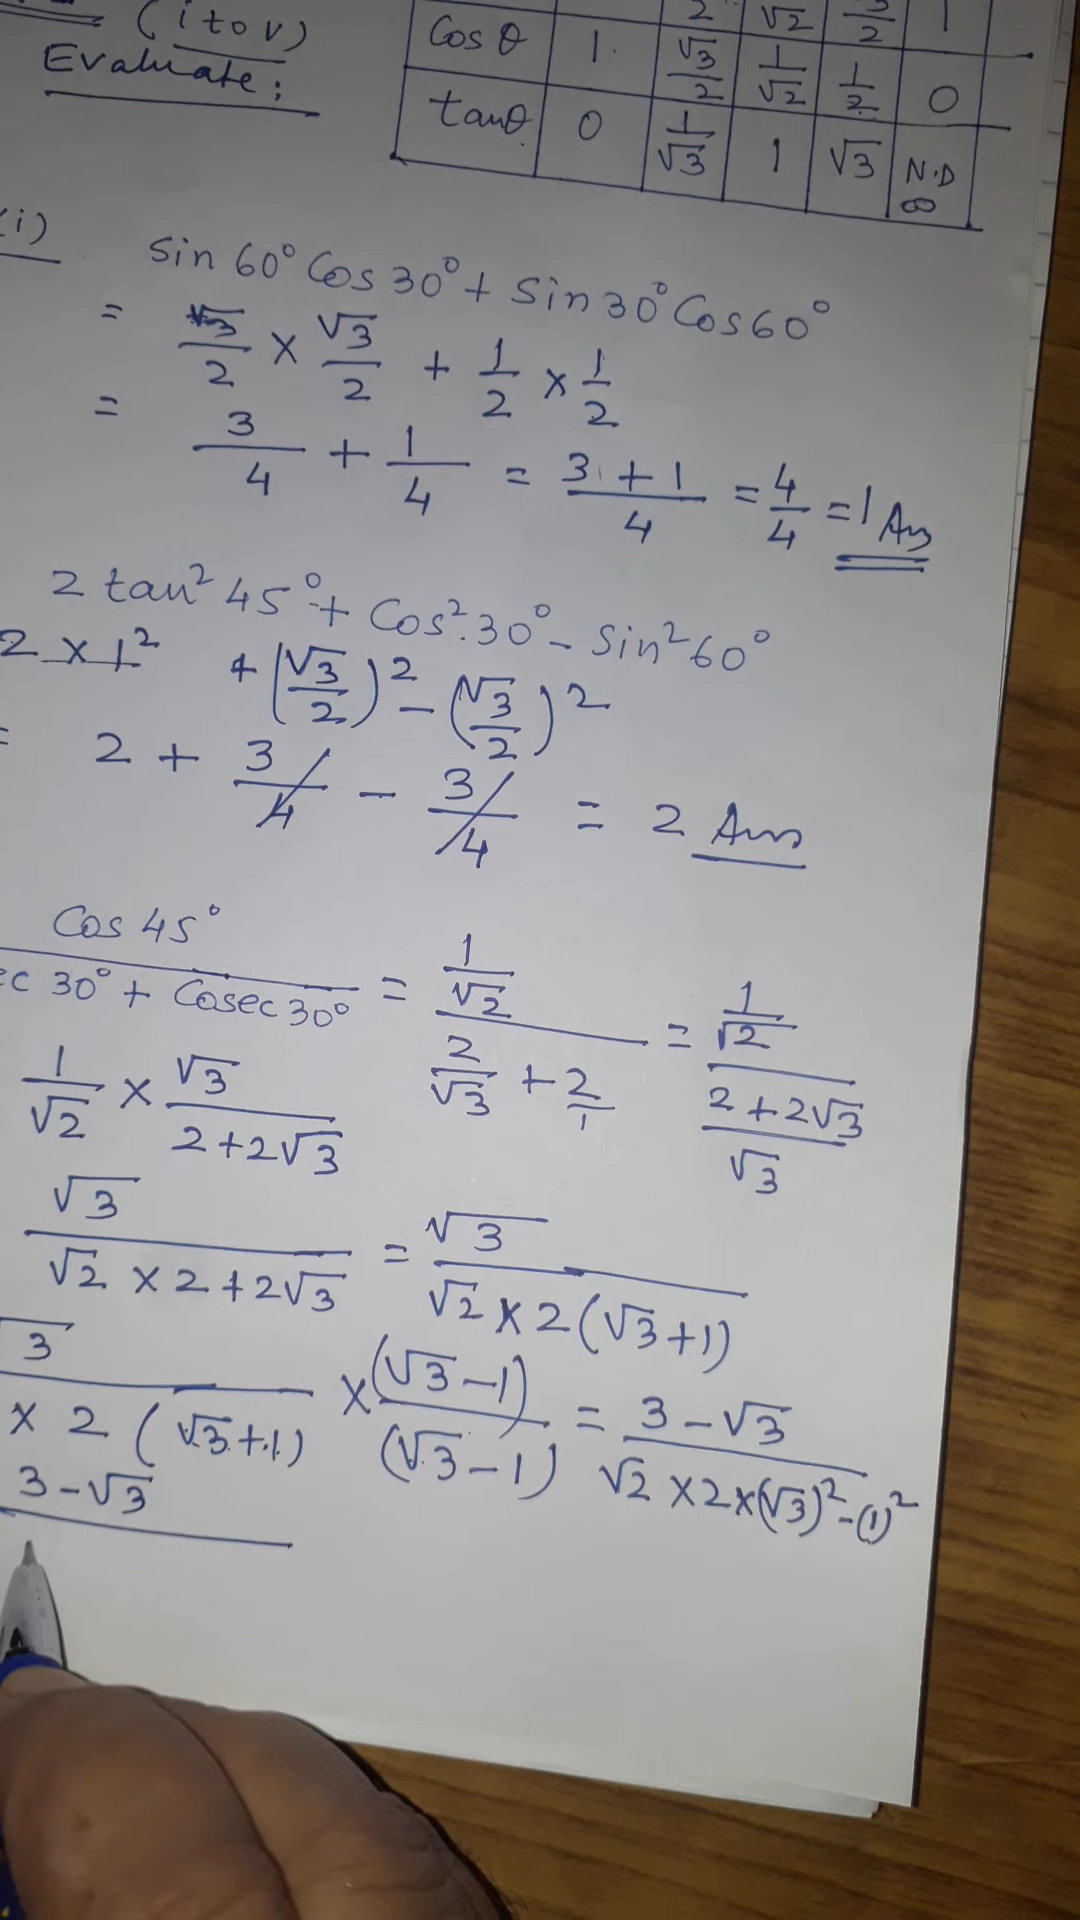 (i to v)
Evaluate:
2 √2 2 1
Cos θ 1 √3/2 1/√2 1/2 0
tanθ 0 1/√3 1 √3 N.D ∞
(i) Sin 60° Cos 30° + Sin 30° Cos 60°
= √3/2 × √3/2 + 1/2 × 1/2
= 3/4 + 1/4 = 3+1/4 = 4/4 = 1 Ans
2 tan² 45° + Cos² 30° - Sin² 60°
2 × 1² + (√3/2)² - (√3/2)²
= 2 + 3/4 - 3/4 = 2 Ans
Cos 45°/ec 30° + Cosec 30° = 1/√2 / 2/√3 + 2/1 = 1/√2 / 2+2√3/√3
1/√2 × √3/2+2√3
√3/√2 × 2+2√3 = √3/√2 × 2(√3+1)
√3/× 2(√3+1) × (√3-1)/(√3-1) = 3-√3/√2 × 2 × (√3)² - (1)²
3-√3